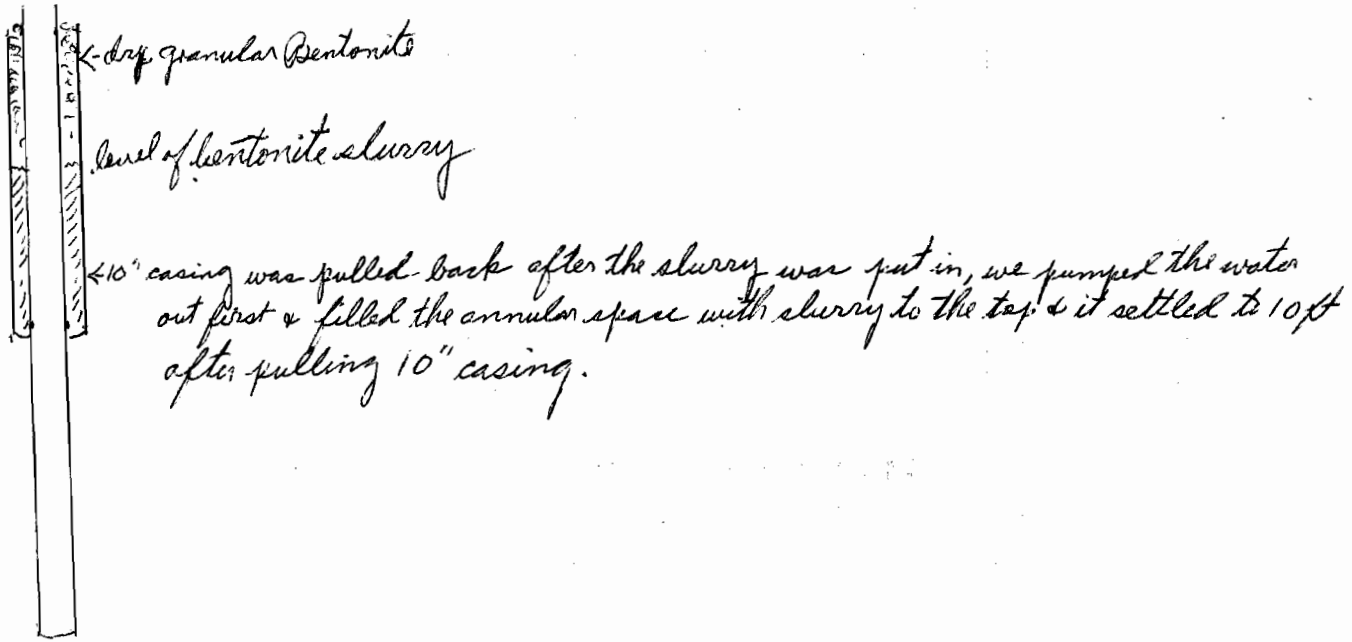 <-dry granular Bentonite
level of bentonite slurry
<10" casing was pulled back after the slurry was put in, we pumped the water
out first & filled the annular space with slurry to the top & it settled to 10 ft
after pulling 10" casing.